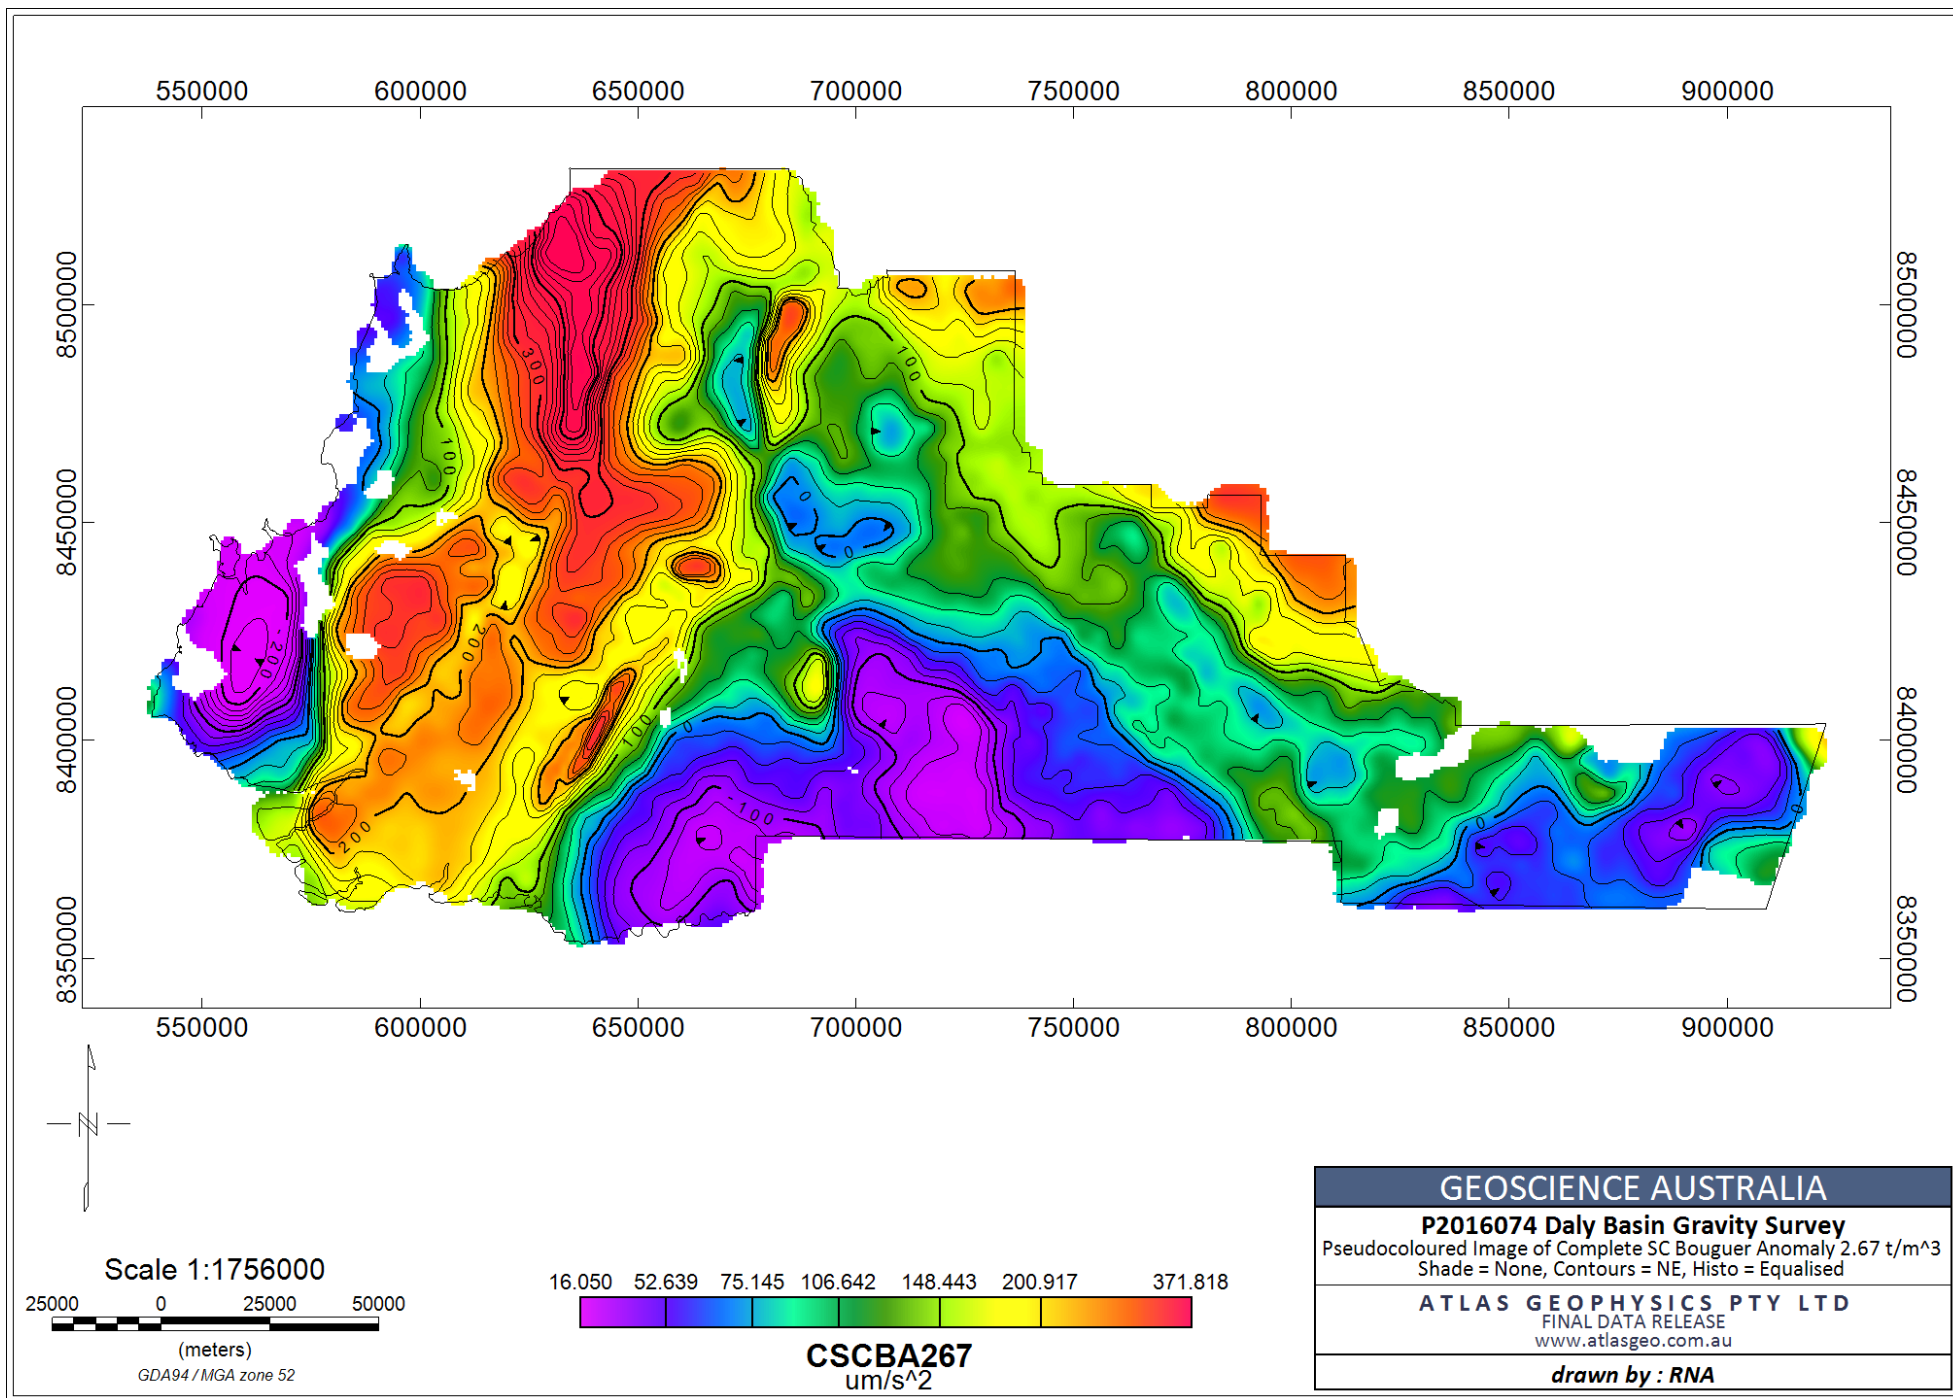 550000 600000 650000 700000 750000 800000 850000 900000
8500000
8450000
8400000
8350000
8500000
8450000
8400000
8350000
300
100
100
0
0
-200
200
100
0
-100
200
0
0
550000 600000 650000 700000 750000 800000 850000 900000
N
Scale 1:1756000
25000 0 25000 50000
(meters)
GDA94 / MGA zone 52
16.050 52.639 75.145 106.642 148.443 200.917 371.818
CSCBA267
um/s^2
GEOSCIENCE AUSTRALIA
P2016074 Daly Basin Gravity Survey
Pseudocoloured Image of Complete SC Bouguer Anomaly 2.67 t/m^3
Shade = None, Contours = NE, Histo = Equalised
ATLAS GEOPHYSICS PTY LTD
FINAL DATA RELEASE
www.atlasgeo.com.au
drawn by : RNA